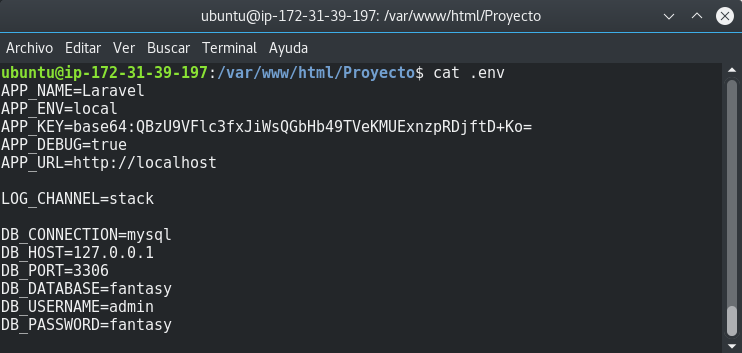 ubuntu@ip-172-31-39-197: /var/www/html/Proyecto
Archivo Editar Ver Buscar Terminal Ayuda
ubuntu@ip-172-31-39-197:/var/www/html/Proyecto$ cat .env
APP_NAME=Laravel
APP_ENV=local
APP_KEY=base64:QBzU9VFlc3fxJiWsQGbHb49TVeKMUExnzpRDjftD+Ko=
APP_DEBUG=true
APP_URL=http://localhost
LOG_CHANNEL=stack
DB_CONNECTION=mysql
DB_HOST=127.0.0.1
DB_PORT=3306
DB_DATABASE=fantasy
DB_USERNAME=admin
DB_PASSWORD=fantasy